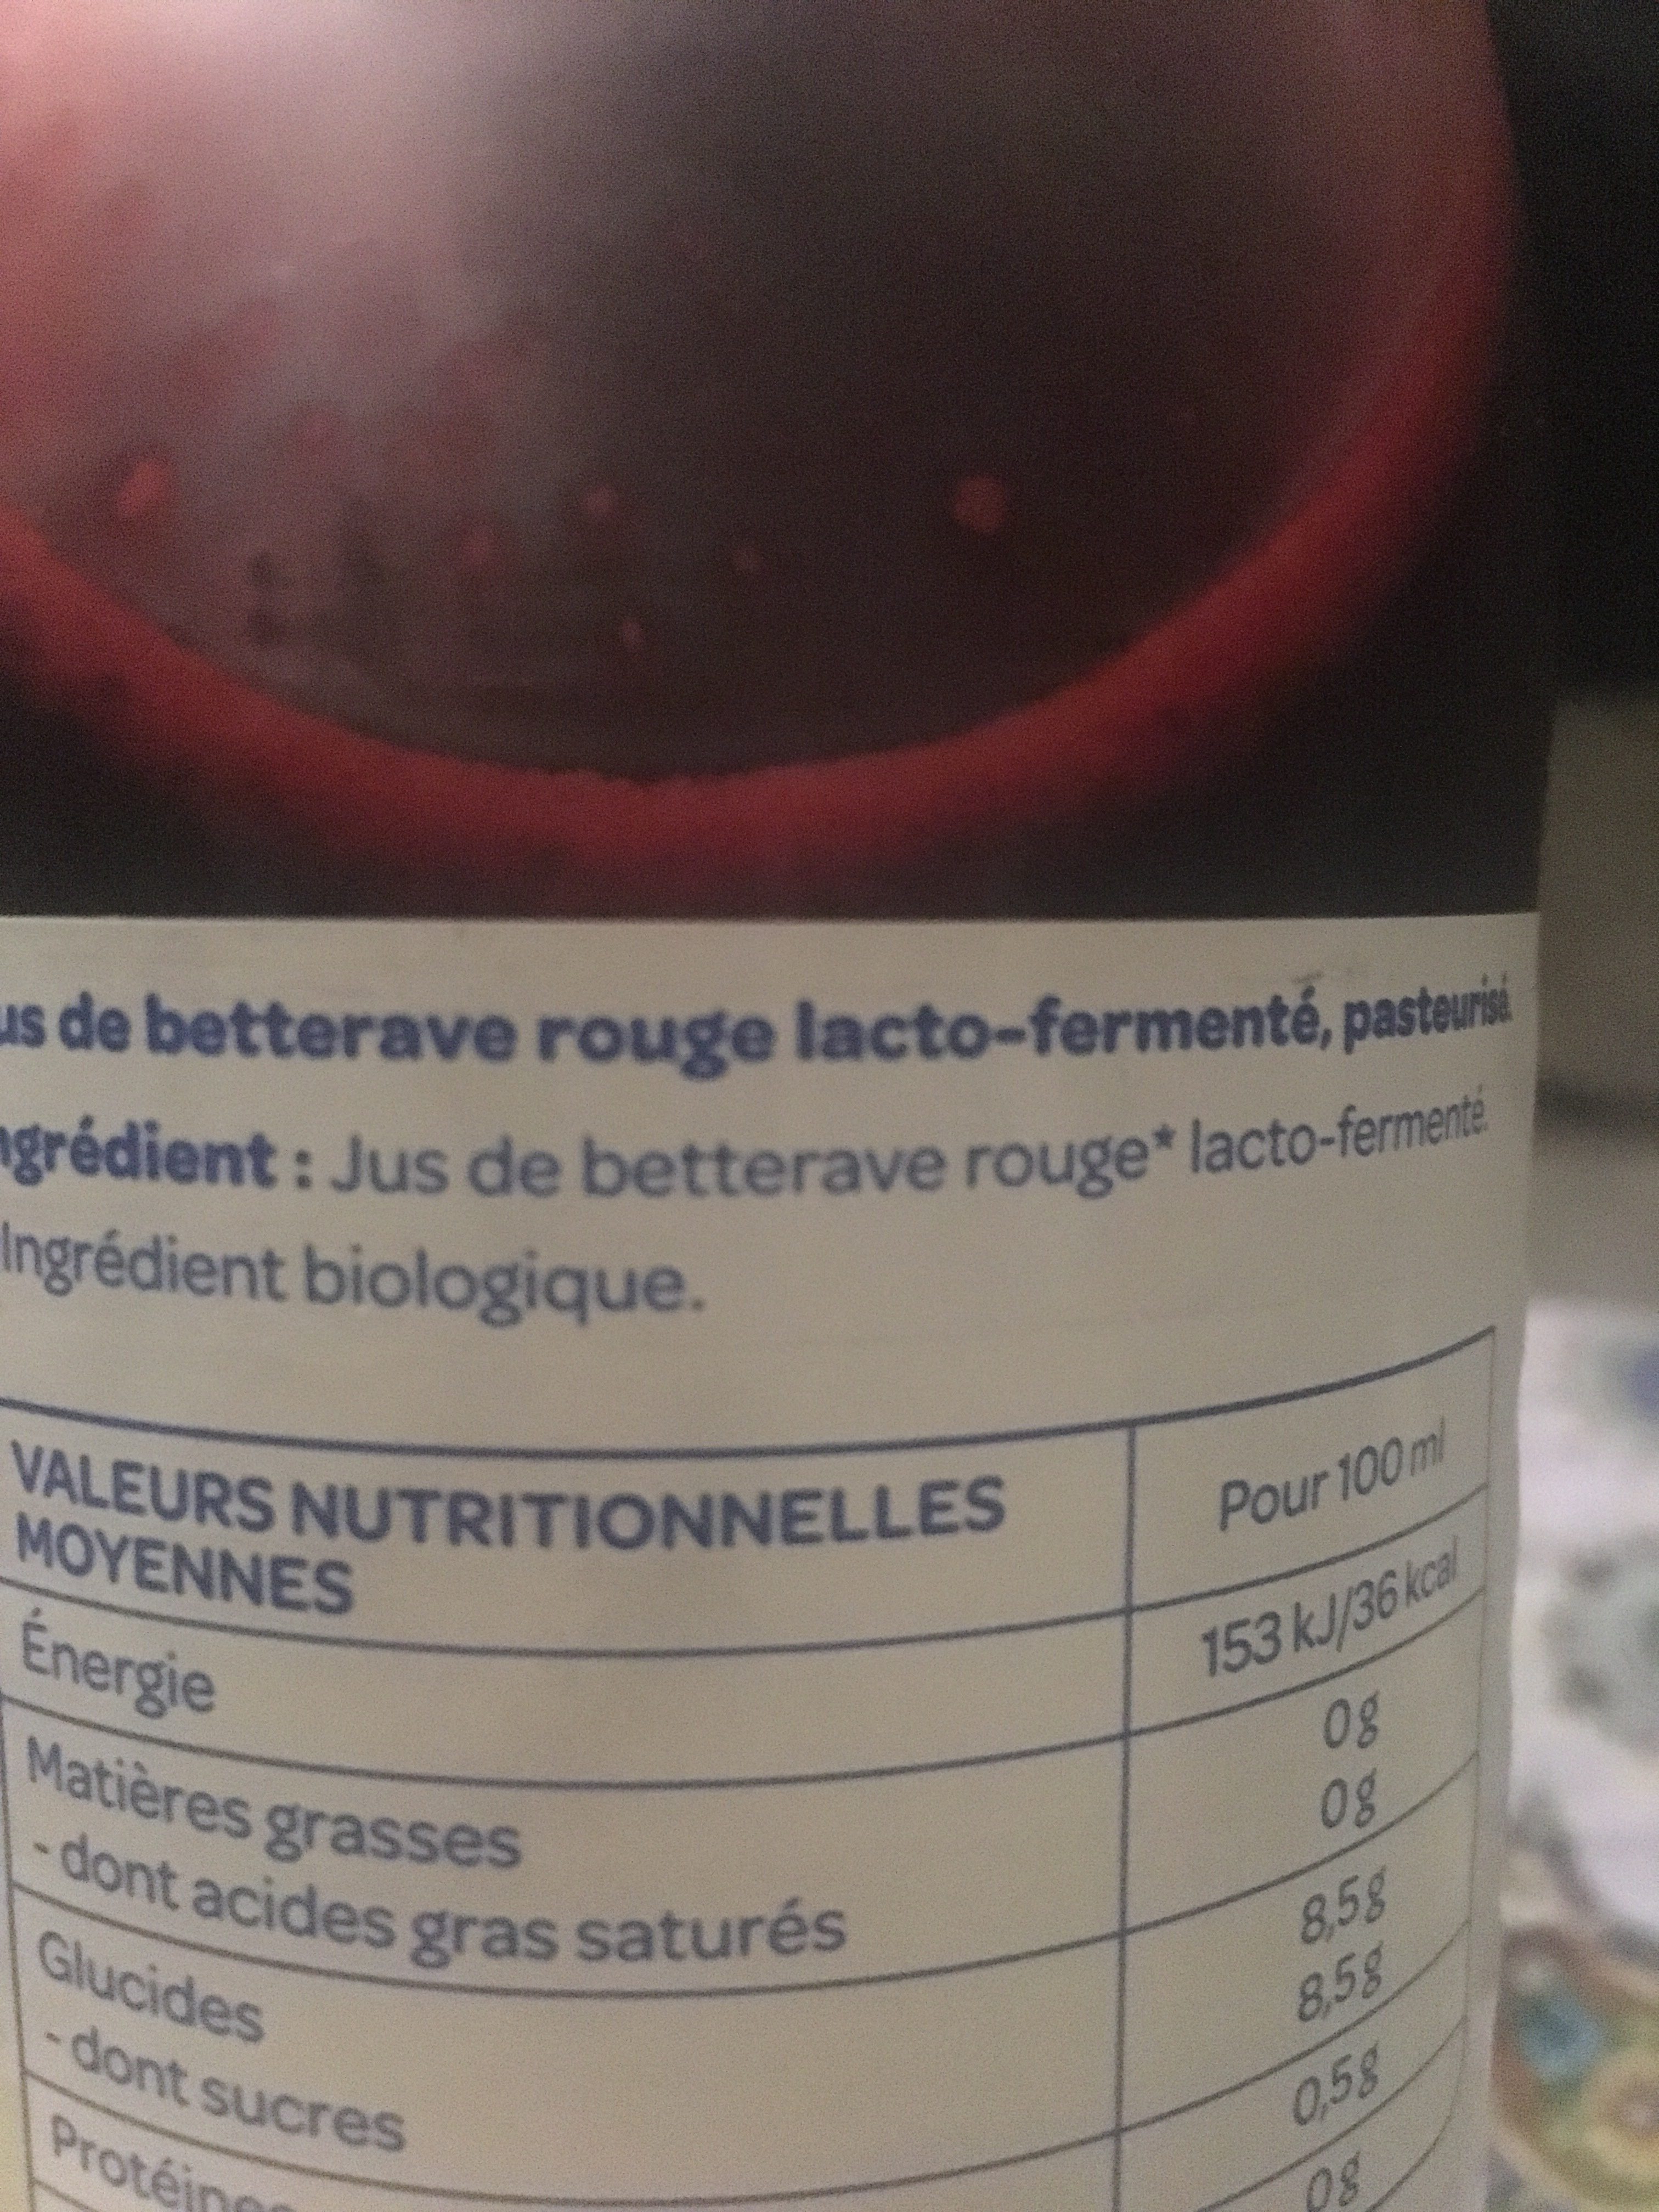 us de betterave rouge lacto-fermenté, pasteurisé.
ngrédient : Jus de betterave rouge* lacto-fermenté.
Ingrédient biologique.
VALEURS NUTRITIONNELLES MOYENNES Pour 100 ml
Énergie 153 kJ/36 kcal
Matières grasses 0g
- dont acides gras saturés 0g
Glucides 8,5g
- dont sucres 8,5g
Protéines 0,5g
0g